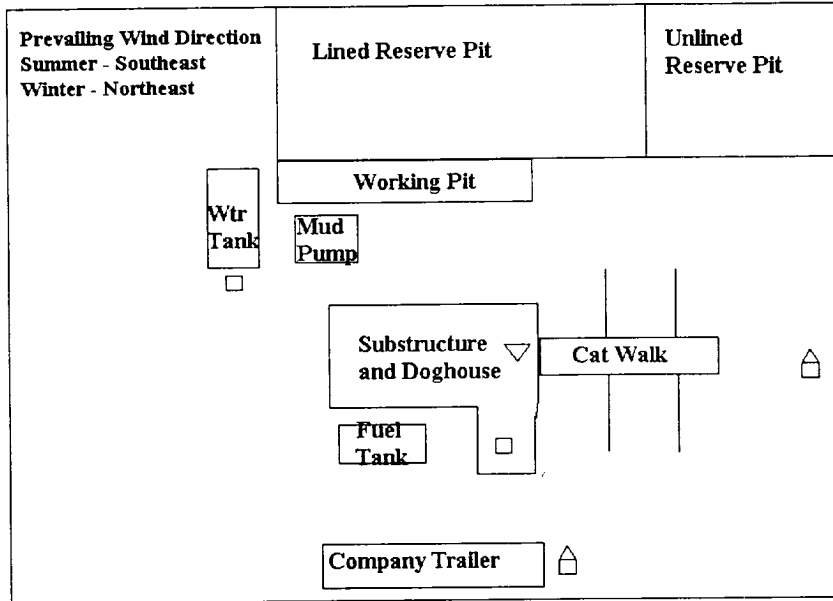 Prevailing Wind Direction
Summer - Southeast
Winter - Northeast
Lined Reserve Pit
Unlined
Reserve Pit
Working Pit
Wtr
Tank
Mud
Pump
Substructure
and Doghouse
Cat Walk
Fuel
Tank
Company Trailer